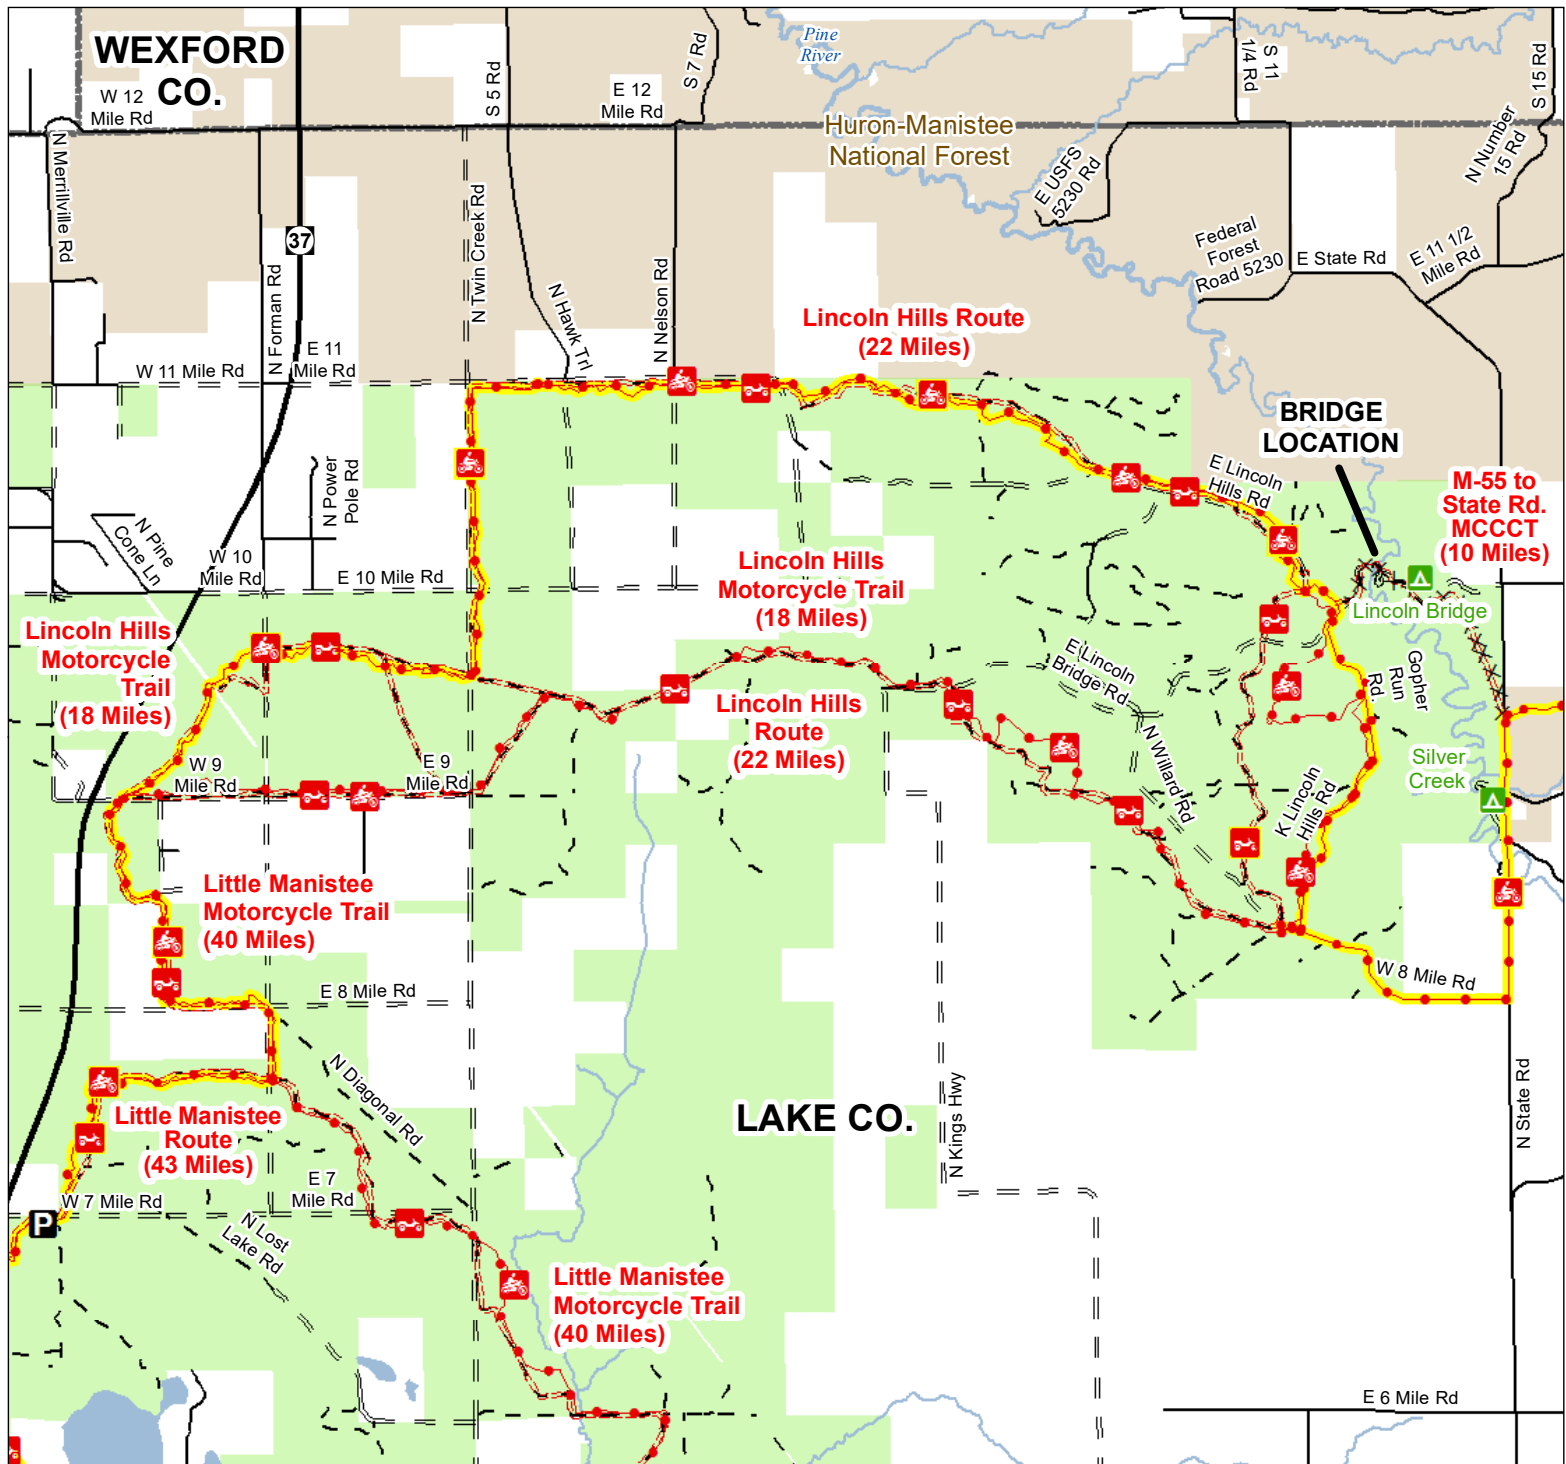 WEXFORD
CO.
W 12
Mile Rd
S 5 Rd
E 12
Mile Rd
S 7 Rd
Pine
River
S 11
1/4 Rd
S 15 Rd
N Merrillville Rd
37
N Forman Rd
N Twin Creek Rd
N Hawk Trl
N Nelson Rd
Huron-Manistee
National Forest
E USFS
5230 Rd
N Number
15 Rd
Federal
Forest
Road 5230
E State Rd
E 11 1/2
Mile Rd
W 11 Mile Rd
E 11
Mile Rd
Lincoln Hills Route
(22 Miles)
BRIDGE
LOCATION
E Lincoln
Hills Rd
M-55 to
State Rd.
MCCCT
(10 Miles)
N Power
Pole Rd
N Pine
Cone Ln
W 10
Mile Rd
E 10 Mile Rd
Lincoln Hills
Motorcycle Trail
(18 Miles)
Lincoln Bridge
Lincoln Hills
Motorcycle
Trail
(18 Miles)
E Lincoln
Bridge Rd
Gopher
Run
Rd.
Lincoln Hills
Route
(22 Miles)
N Willard Rd
Silver
Creek
W 9
Mile Rd
E 9
Mile Rd
K Lincoln
Hills Rd
Little Manistee
Motorcycle Trail
(40 Miles)
W 8 Mile Rd
E 8 Mile Rd
N Diagonal Rd
Little Manistee
Route
(43 Miles)
LAKE CO.
N Kings Hwy
N State Rd
W 7 Mile Rd
E 7
Mile Rd
P
N Lost
Lake Rd
Little Manistee
Motorcycle Trail
(40 Miles)
E 6 Mile Rd